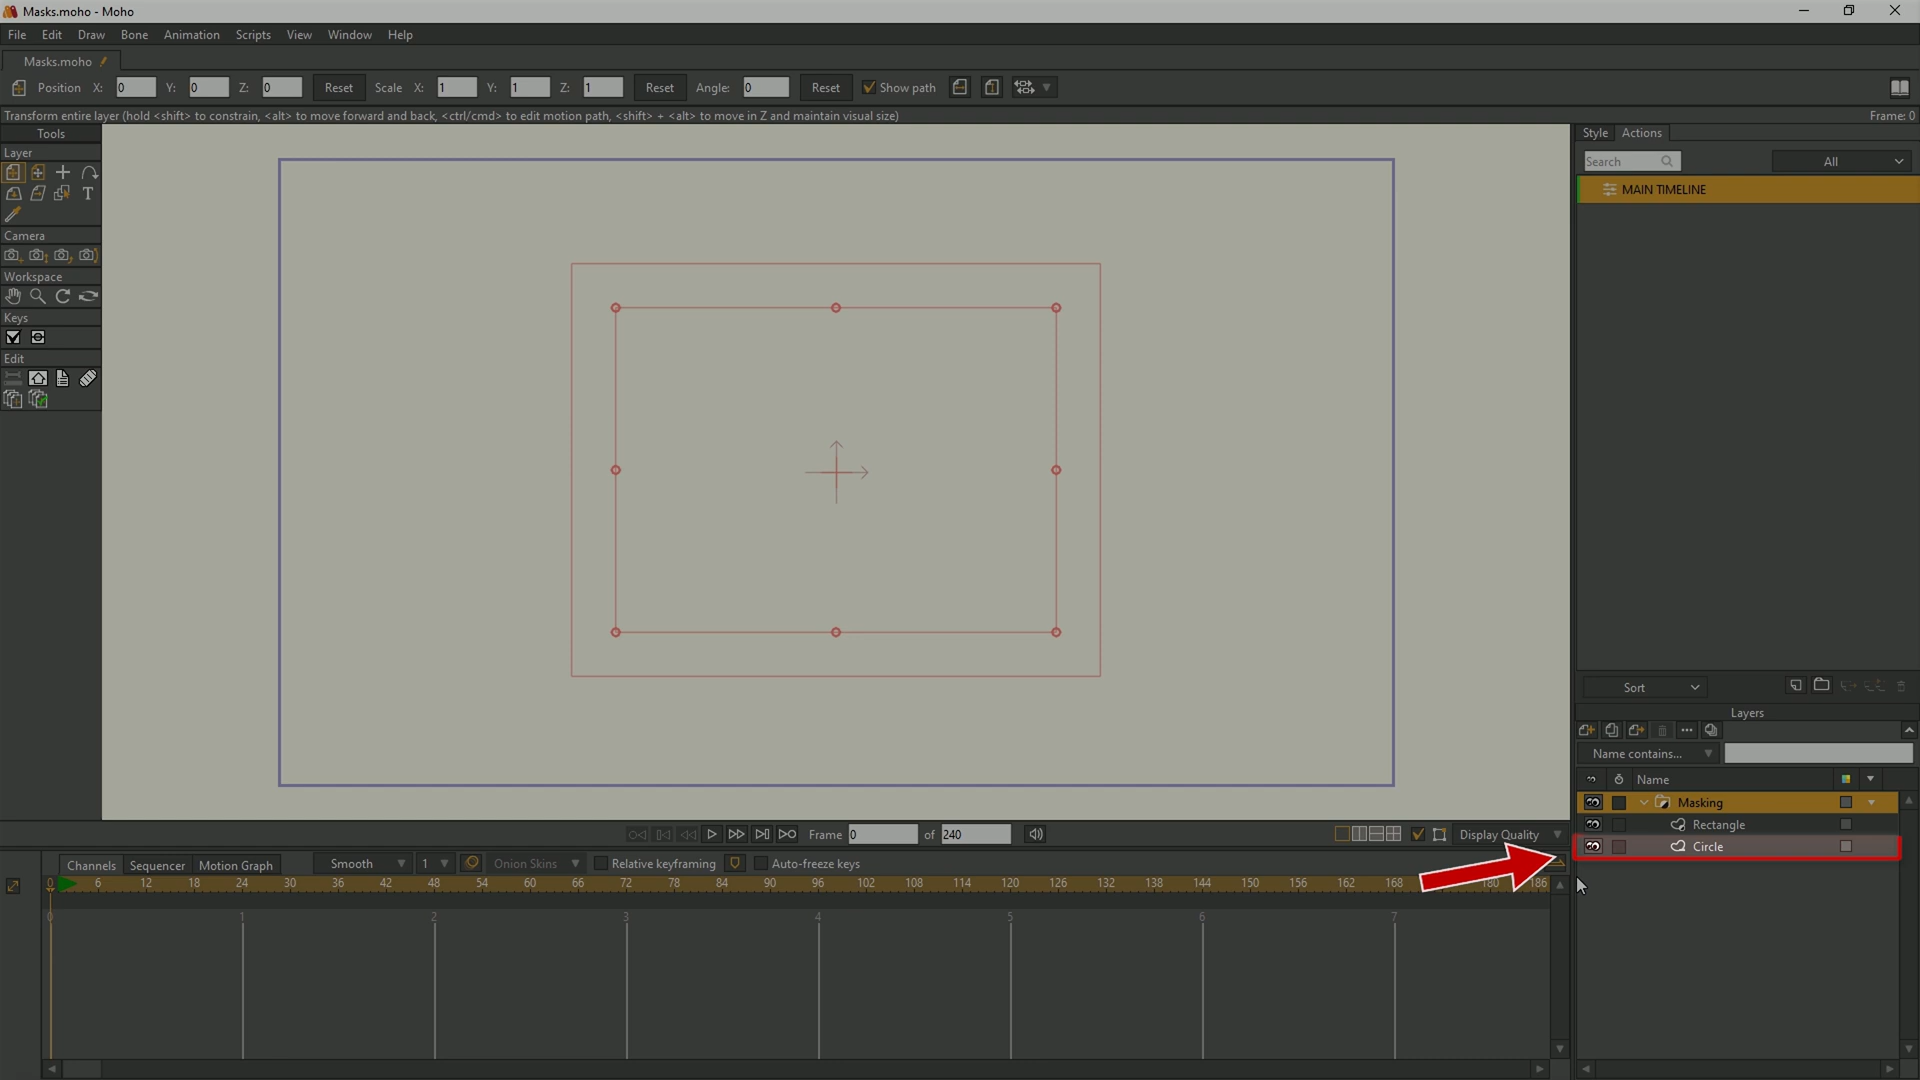 Masks.moho - Moho
File Edit Draw Bone Animation Scripts View Window Help
Masks.moho
Position X: 0 Y: 0 Z: 0 Reset Scale X: 1 Y: 1 Z: 1 Reset Angle: 0 Reset Show path
Transform entire layer (hold <shift> to constrain, <alt> to move forward and back, <ctrl/cmd> to edit motion path, <shift> + <alt> to move in Z and maintain visual size) Frame: 0
Tools
Layer
T
Camera
Workspace
Keys
Edit
Style Actions
Search All
MAIN TIMELINE
Sort
Layers
Name contains...
Name
Masking
Rectangle
Circle
Frame 0 of 240 Display Quality
Channels Sequencer Motion Graph Smooth 1 Onion Skins Relative keyframing Auto-freeze keys
0 6 12 18 24 30 36 42 48 54 60 66 72 78 84 90 96 102 108 114 120 126 132 138 144 150 156 162 168 180 186
0 1 2 3 4 5 6 7